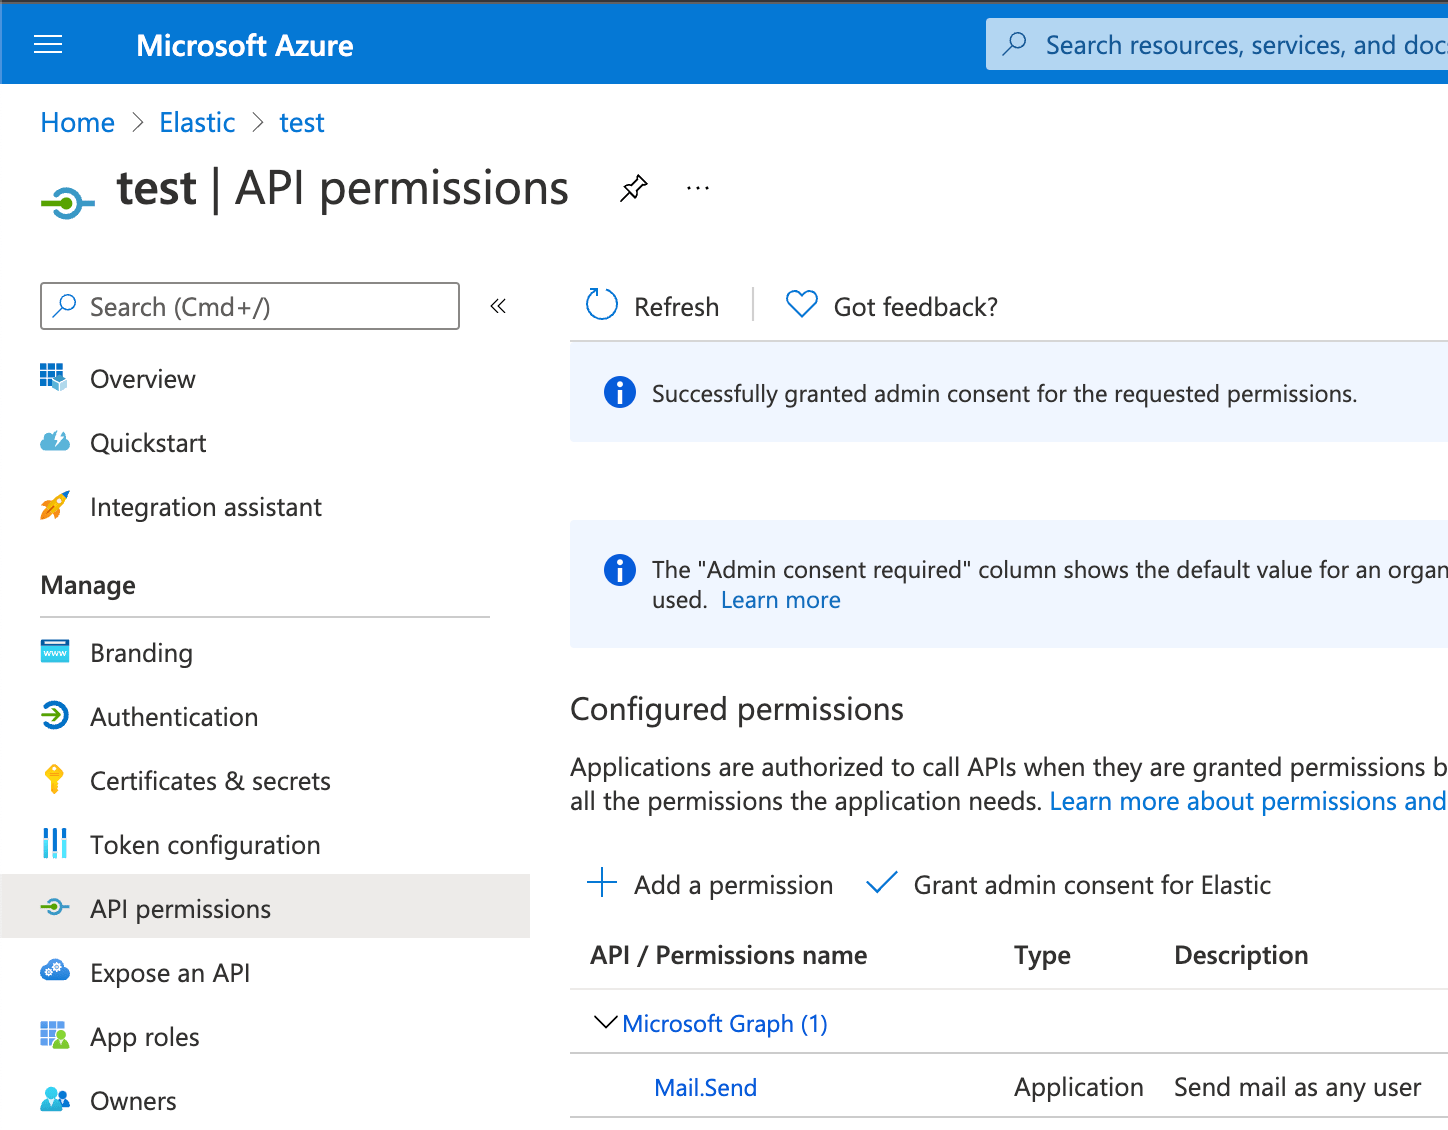 Microsoft Azure
Search resources, services, and docs
Home > Elastic > test
test | API permissions ...
Search (Cmd+/)
«
Refresh
Got feedback?
Overview
Successfully granted admin consent for the requested permissions.
Quickstart
Integration assistant
The "Admin consent required" column shows the default value for an organ
used. Learn more
Manage
Branding
www
Configured permissions
Authentication
Applications are authorized to call APIs when they are granted permissions b
all the permissions the application needs. Learn more about permissions and
Certificates & secrets
Token configuration
Add a permission
Grant admin consent for Elastic
API permissions
API / Permissions name
Type
Description
Expose an API
Microsoft Graph (1)
App roles
Mail.Send
Application
Send mail as any user
Owners